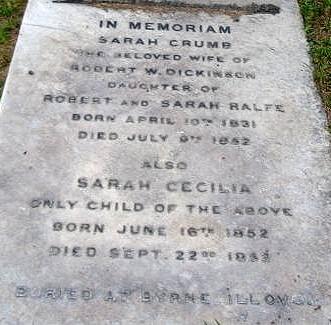 IN MEMORIAM
SARAH CRUMB
THE BELOVED WIFE OF
ROBERT W. DICKINSON
DAUGHTER OF
ROBERT AND SARAH RALFE
BORN APRIL 10TH 1831
DIED JULY 8TH 1852
ALSO
SARAH CECILIA
ONLY CHILD OF THE ABOVE
BORN JUNE 16TH 1852
DIED SEPT. 22ND
BURIED AT BYRNE ILLOVO